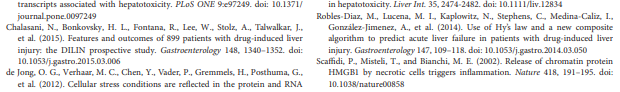 transcripts associated with hepatotoxicity. PLoS ONE 9:e97249. doi: 10.1371/
journal.pone.0097249
Chalasani, N., Bonkovsky, H. L., Fontana, R., Lee, W., Stolz, A., Talwalkar, J.,
et al. (2015). Features and outcomes of 899 patients with drug-induced liver
injury: the DILIN prospective study. Gastroenterology 148, 1340–1352. doi:
10.1053/j.gastro.2015.03.006
de Jong, O. G., Verhaar, M. C., Chen, Y., Vader, P., Gremmels, H., Posthuma, G.,
et al. (2012). Cellular stress conditions are reflected in the protein and RNA
in hepatotoxicity. Liver Int. 35, 2474–2482. doi: 10.1111/liv.12834
Robles-Diaz, M., Lucena, M. I., Kaplowitz, N., Stephens, C., Medina-Caliz, I.,
González-Jimenez, A., et al. (2014). Use of Hy's law and a new composite
algorithm to predict acute liver failure in patients with drug-induced liver
injury. Gastroenterology 147, 109–118. doi: 10.1053/j.gastro.2014.03.050
Scaffidi, P., Misteli, T., and Bianchi, M. E. (2002). Release of chromatin protein
HMGB1 by necrotic cells triggers inflammation. Nature 418, 191–195. doi:
10.1038/nature00858